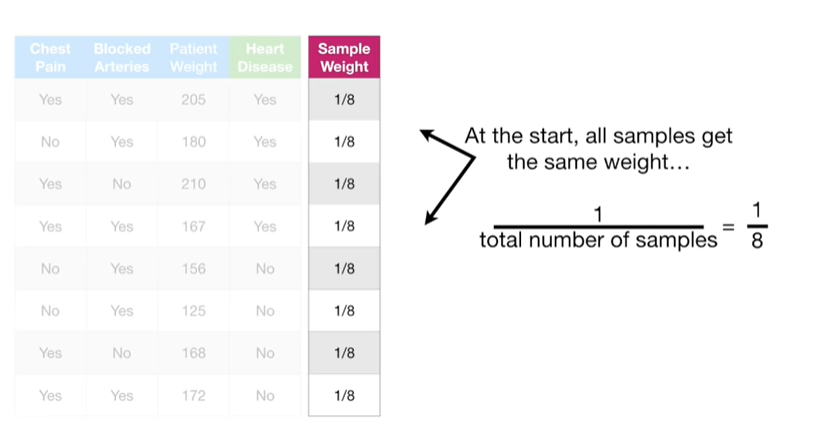 Chest Pain Blocked Arteries Patient Weight Heart Disease Sample Weight
Yes Yes 205 Yes 1/8
No Yes 180 Yes 1/8
Yes No 210 Yes 1/8
Yes Yes 167 Yes 1/8
No Yes 156 No 1/8
No Yes 125 No 1/8
Yes No 168 No 1/8
Yes Yes 172 No 1/8
At the start, all samples get
the same weight…
1
total number of samples
=
1
8